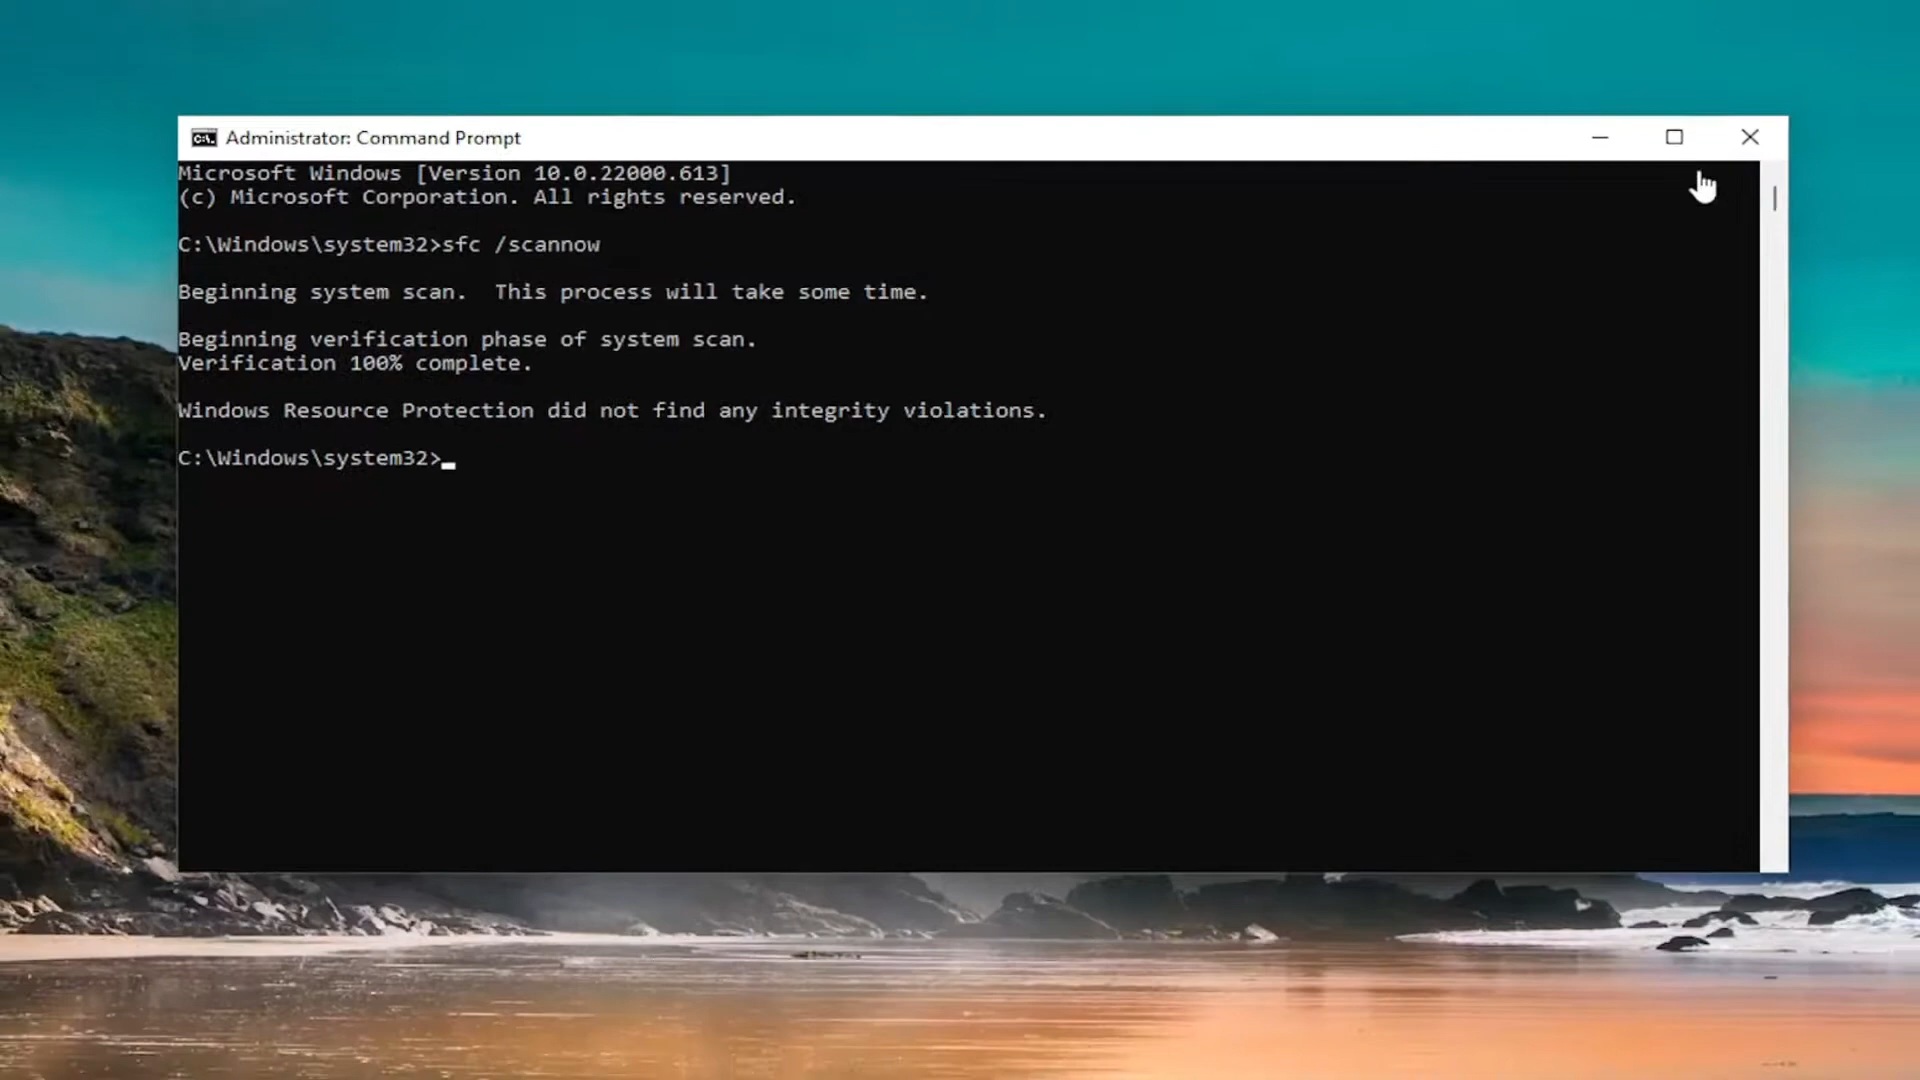 Administrator: Command Prompt
Microsoft Windows [Version 10.0.22000.613]
(c) Microsoft Corporation. All rights reserved.
C:\Windows\system32>sfc /scannow
Beginning system scan.  This process will take some time.
Beginning verification phase of system scan.
Verification 100% complete.
Windows Resource Protection did not find any integrity violations.
C:\Windows\system32>